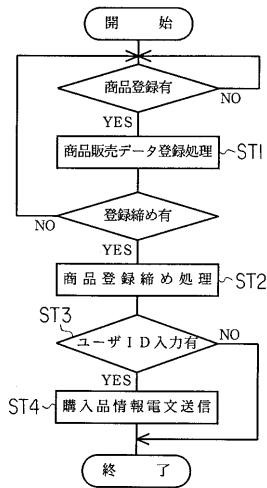 開 始
商品登録有
NO
YES
商品販売データ登録処理
ST1
登録締め有
NO
YES
商品登録締め処理
ST2
ST3
ユーザID入力有
NO
YES
ST4
購入品情報電文送信
終 了